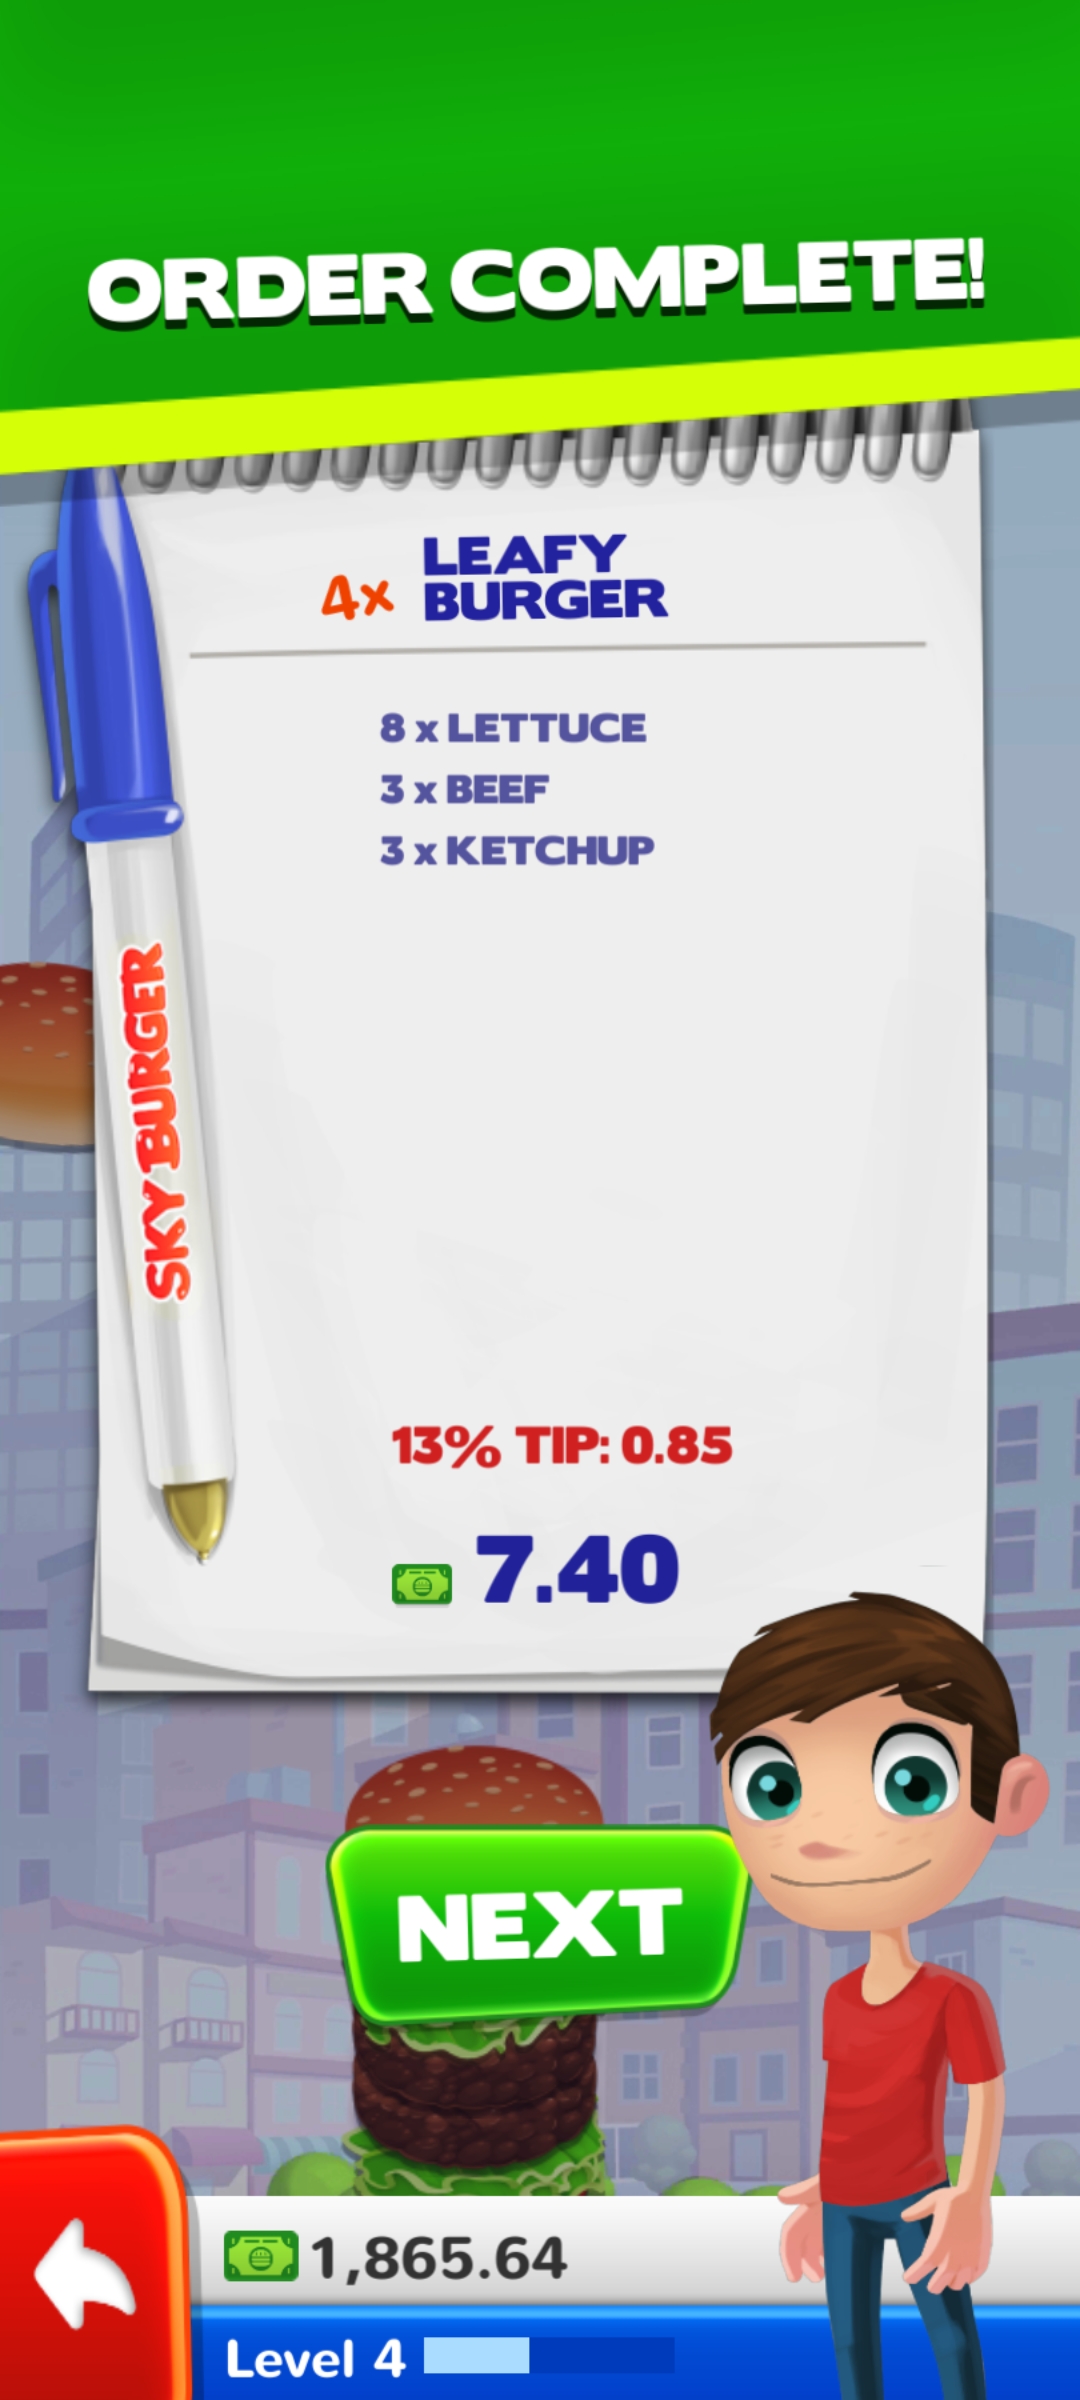 ORDER COMPLETE!
4x LEAFY
BURGER
8 x LETTUCE
3 x BEEF
3 x KETCHUP
SKY BURGER
13% TIP: 0.85
7.40
NEXT
1,865.64
Level 4